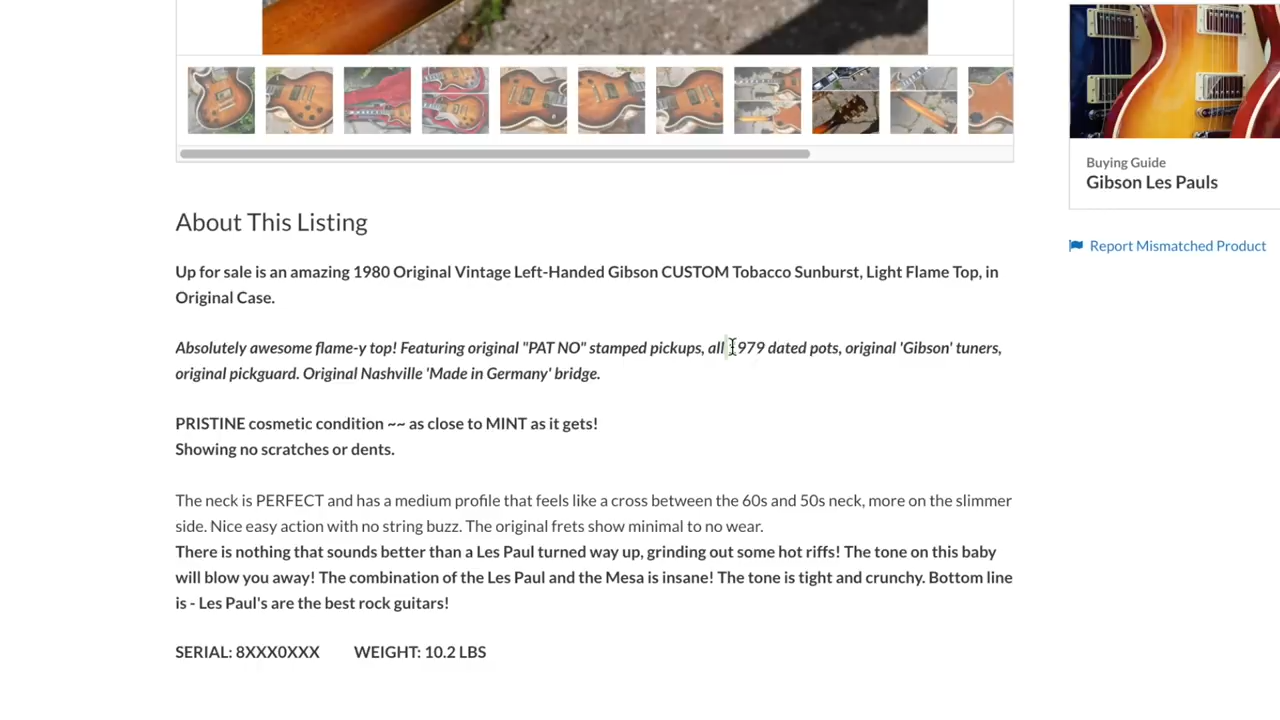 Buying Guide
Gibson Les Pauls
Report Mismatched Product
About This Listing
Up for sale is an amazing 1980 Original Vintage Left-Handed Gibson CUSTOM Tobacco Sunburst, Light Flame Top, in
Original Case.
Absolutely awesome flame-y top! Featuring original "PAT NO" stamped pickups, all 1979 dated pots, original 'Gibson' tuners,
original pickguard. Original Nashville 'Made in Germany' bridge.
PRISTINE cosmetic condition ~~ as close to MINT as it gets!
Showing no scratches or dents.
The neck is PERFECT and has a medium profile that feels like a cross between the 60s and 50s neck, more on the slimmer
side. Nice easy action with no string buzz. The original frets show minimal to no wear.
There is nothing that sounds better than a Les Paul turned way up, grinding out some hot riffs! The tone on this baby
will blow you away! The combination of the Les Paul and the Mesa is insane! The tone is tight and crunchy. Bottom line
is - Les Paul's are the best rock guitars!
SERIAL: 8XXX0XXX WEIGHT: 10.2 LBS